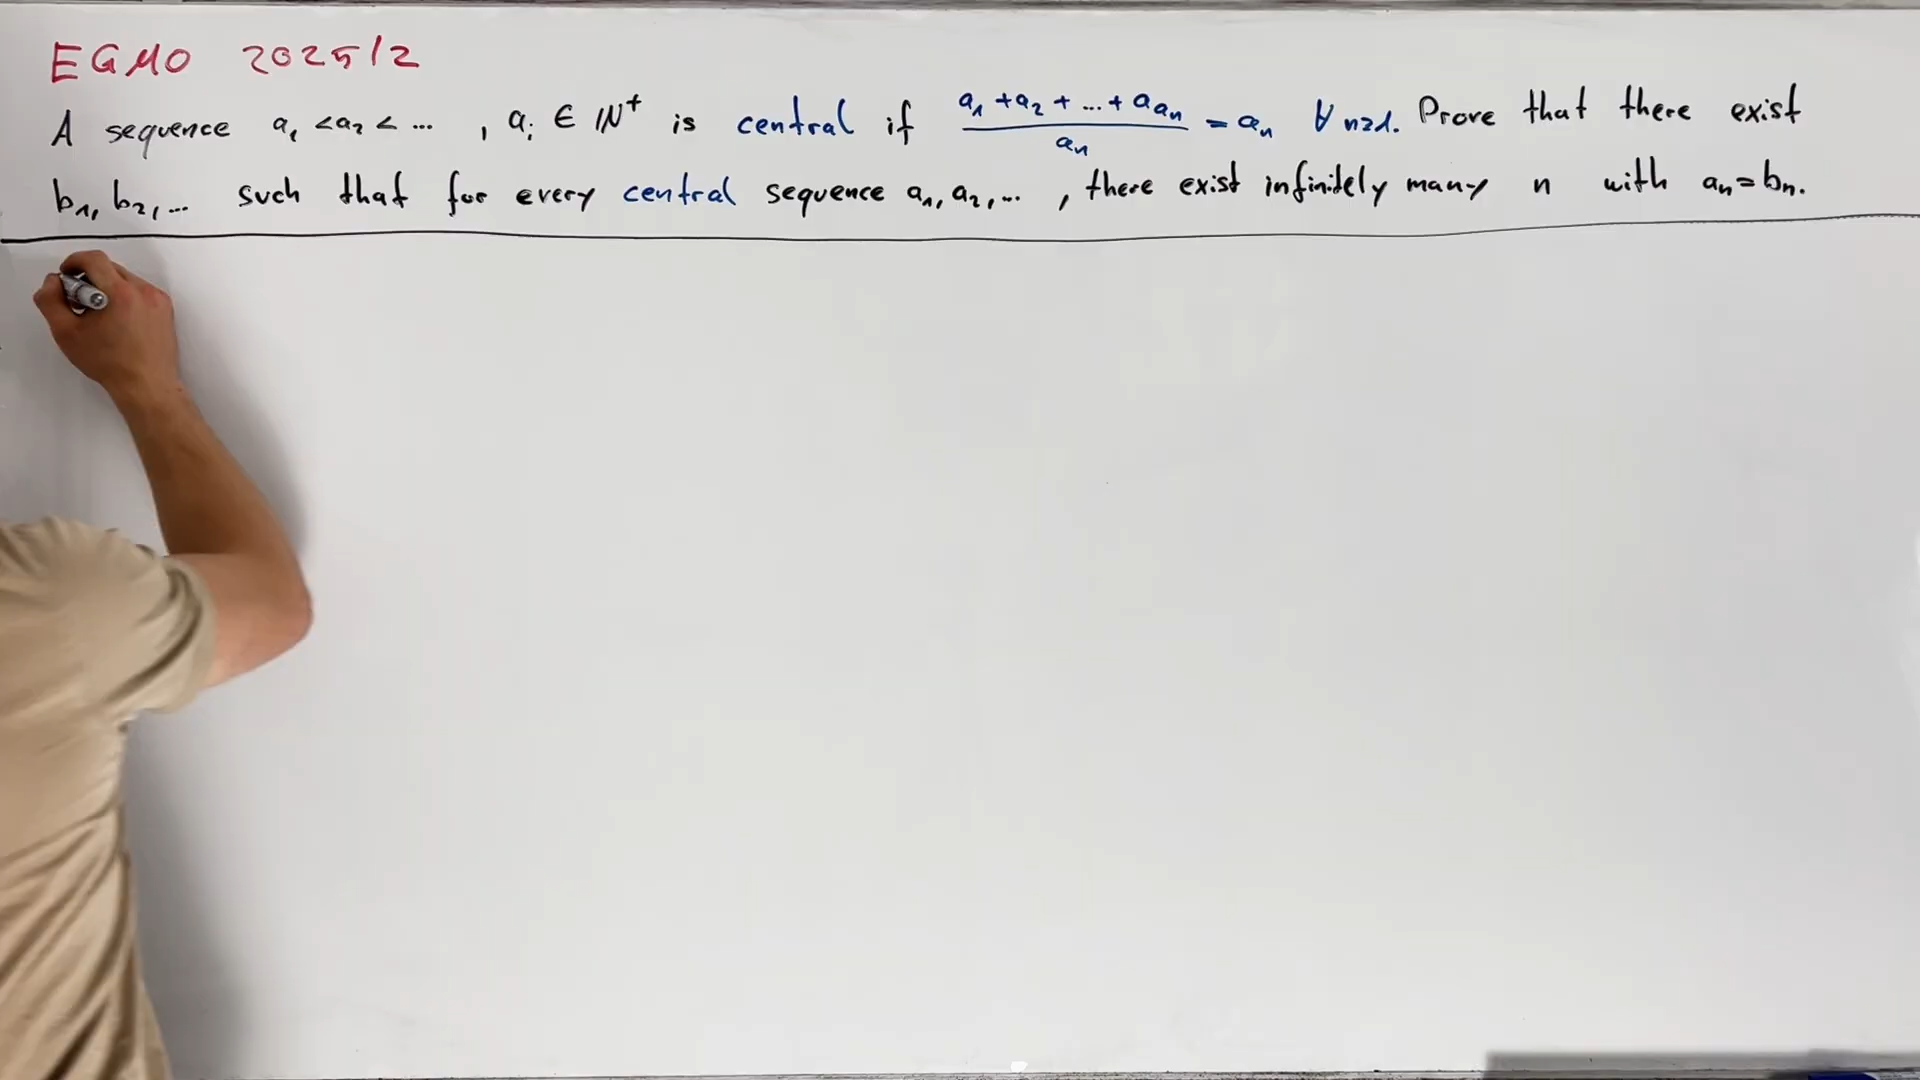 EGMO 2025/2
A sequence a₁ < a₂ < ... , aᵢ ∈ ℕ⁺ is central if (a₁ + a₂ + ... + a_{aₙ})/aₙ = aₙ ∀ n≥1. Prove that there exist
b₁, b₂, ... such that for every central sequence a₁, a₂, ... , there exist infinitely many n with aₙ = bₙ.